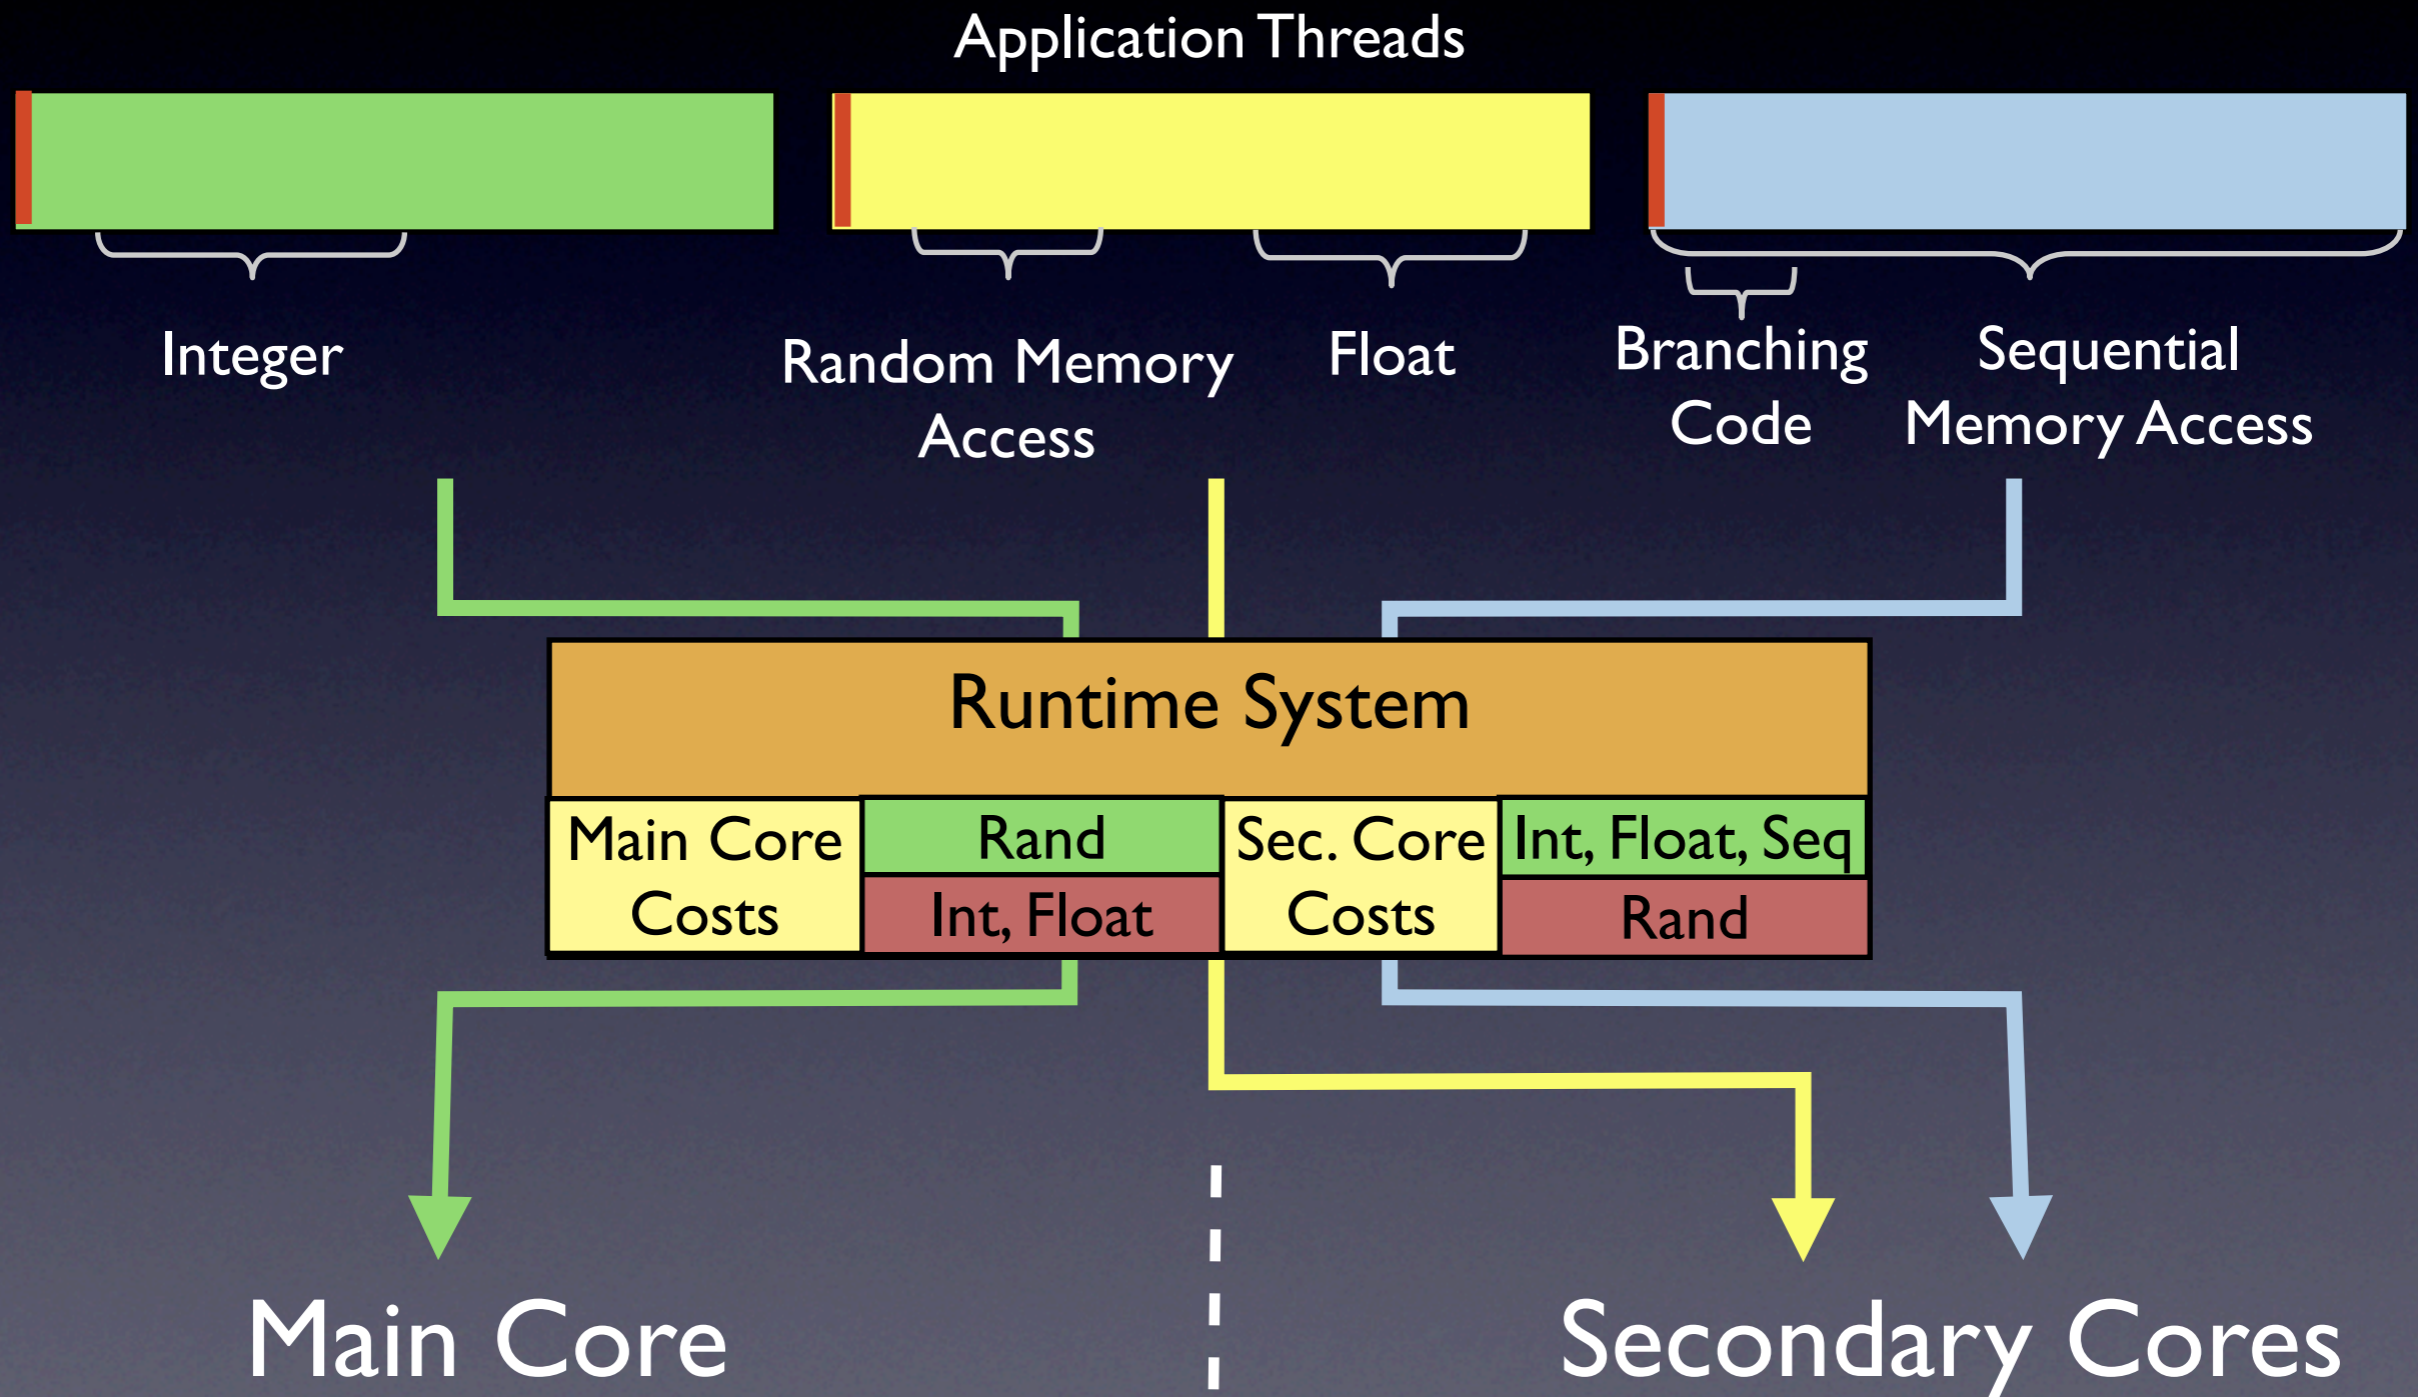 Application Threads
Integer
Random Memory
Access
Float
Branching
Code
Sequential
Memory Access
Runtime System
Main Core
Costs
Rand
Int, Float
Sec. Core
Costs
Int, Float, Seq
Rand
Main Core
Secondary Cores